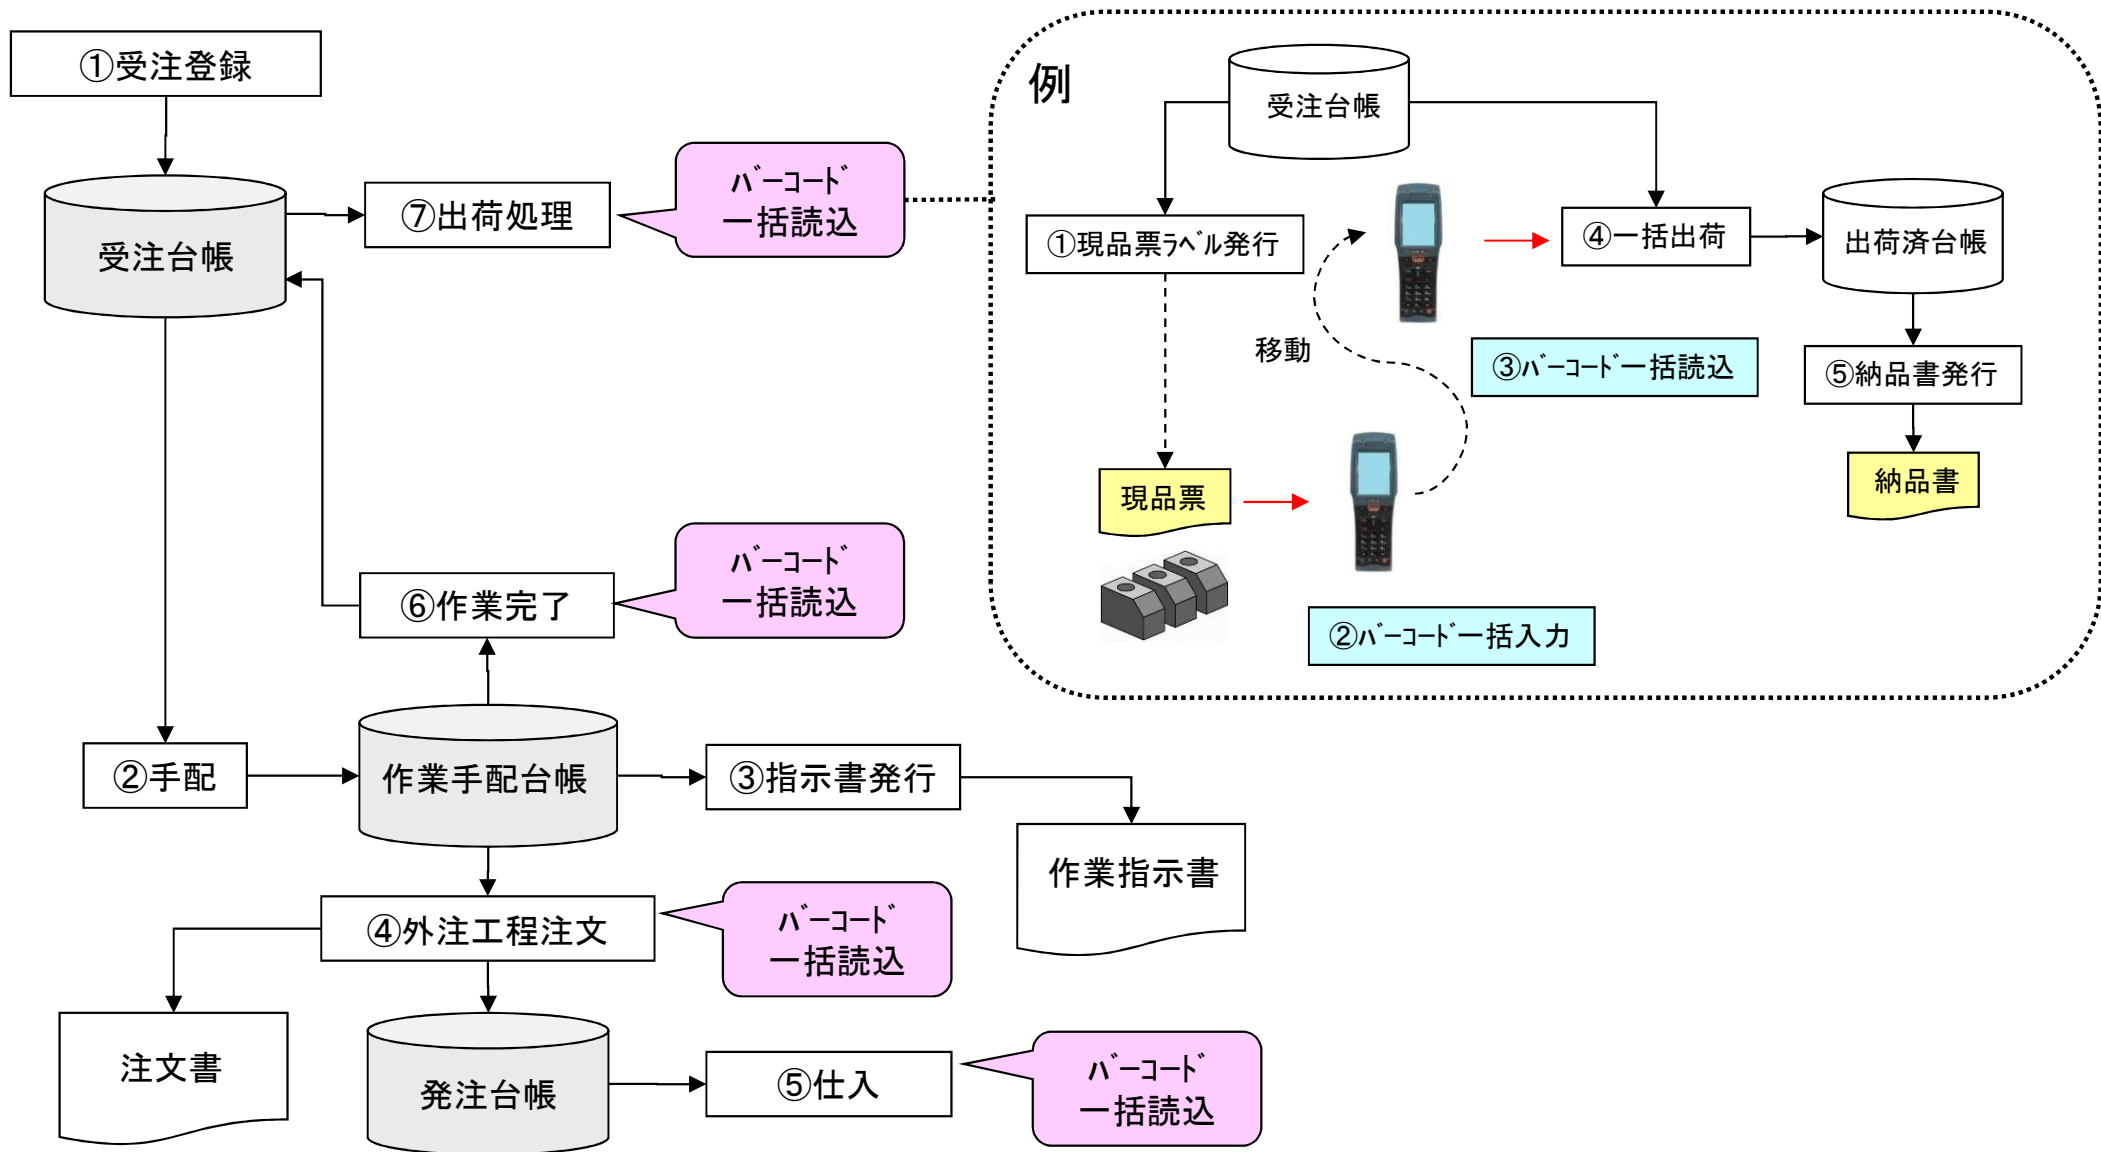 ①受注登録
受注台帳
⑦出荷処理
ﾊﾞｰｺｰﾄﾞ
一括読込
⑥作業完了
ﾊﾞｰｺｰﾄﾞ
一括読込
②手配
作業手配台帳
③指示書発行
作業指示書
④外注工程注文
ﾊﾞｰｺｰﾄﾞ
一括読込
注文書
発注台帳
⑤仕入
ﾊﾞｰｺｰﾄﾞ
一括読込
例
受注台帳
①現品票ﾗﾍﾞﾙ発行
④一括出荷
出荷済台帳
移動
③ﾊﾞｰｺｰﾄﾞ一括読込
⑤納品書発行
現品票
納品書
②ﾊﾞｰｺｰﾄﾞ一括入力